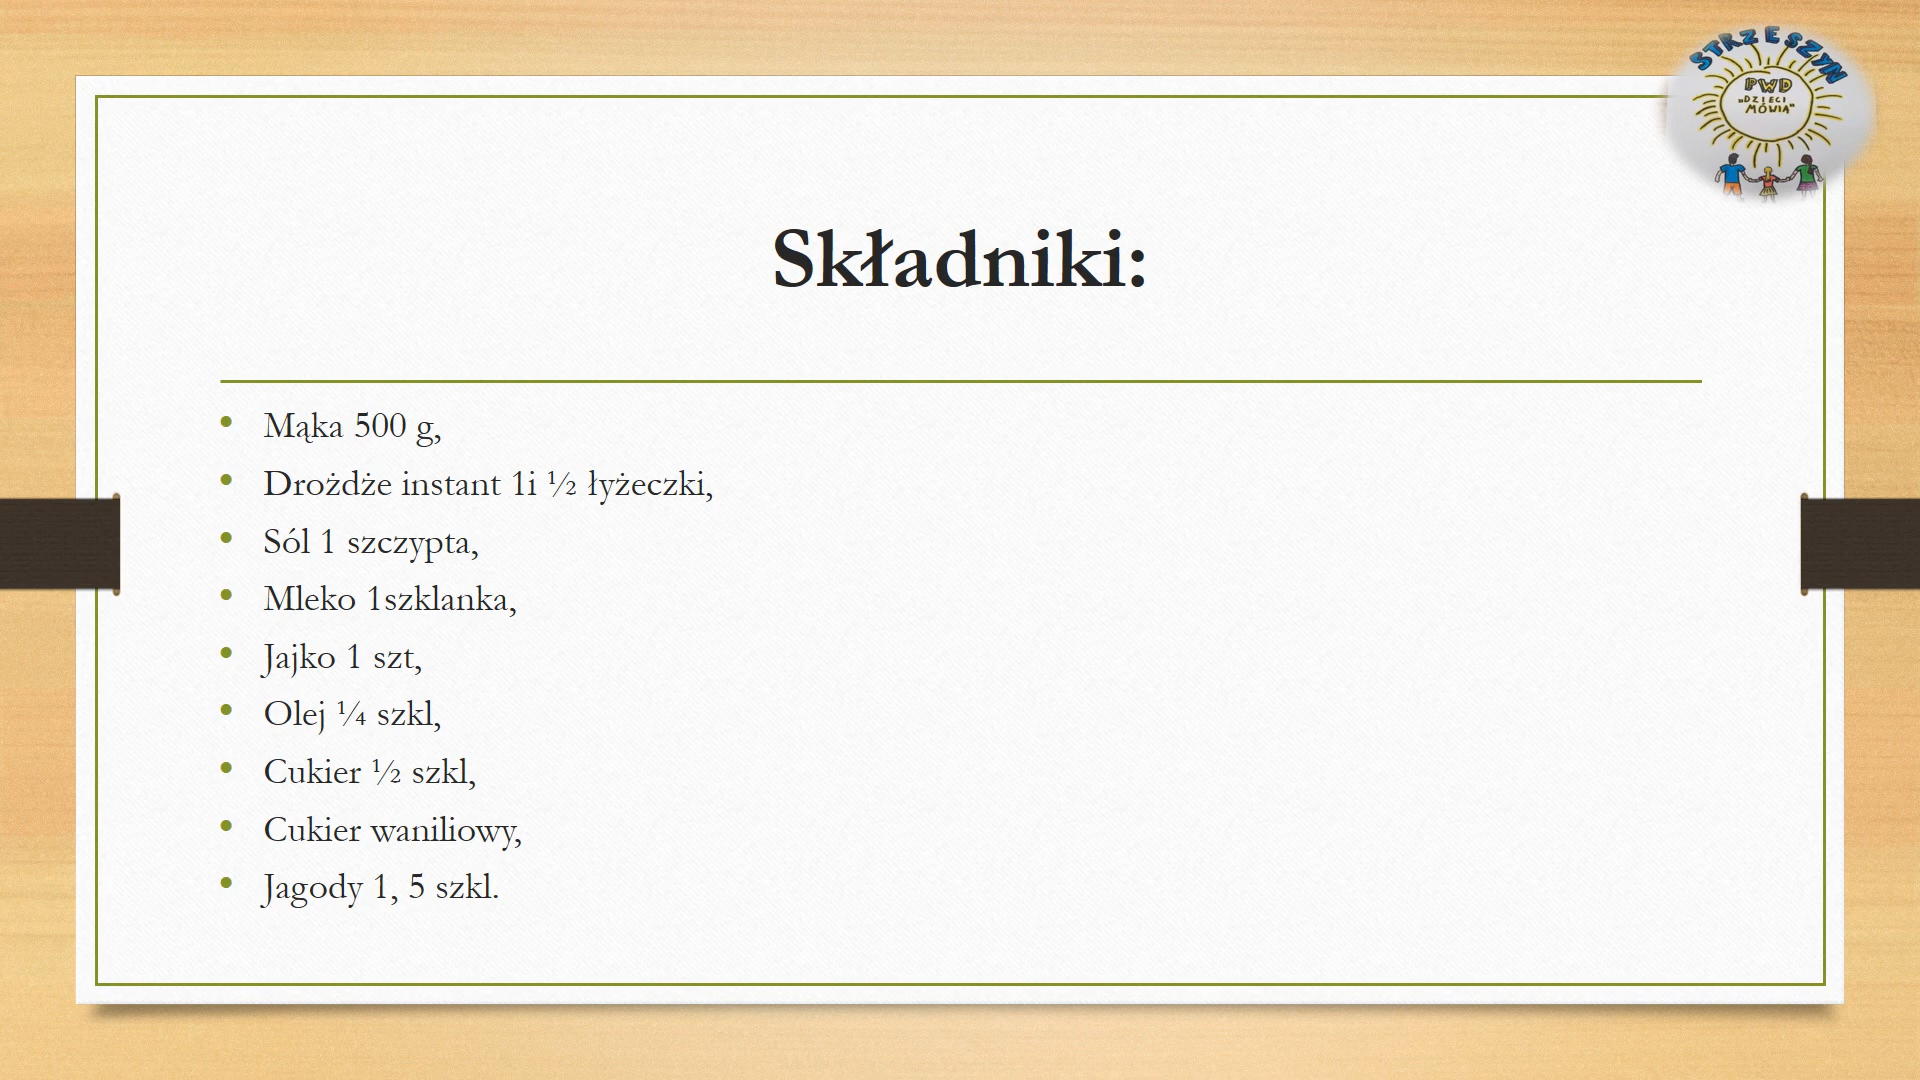 STRZESZYN
PWD
„DZIECI
MÓWIĄ"
Składniki:
• Mąka 500 g,
• Drożdże instant 1i ½ łyżeczki,
• Sól 1 szczypta,
• Mleko 1szklanka,
• Jajko 1 szt,
• Olej ¼ szkl,
• Cukier ½ szkl,
• Cukier waniliowy,
• Jagody 1, 5 szkl.